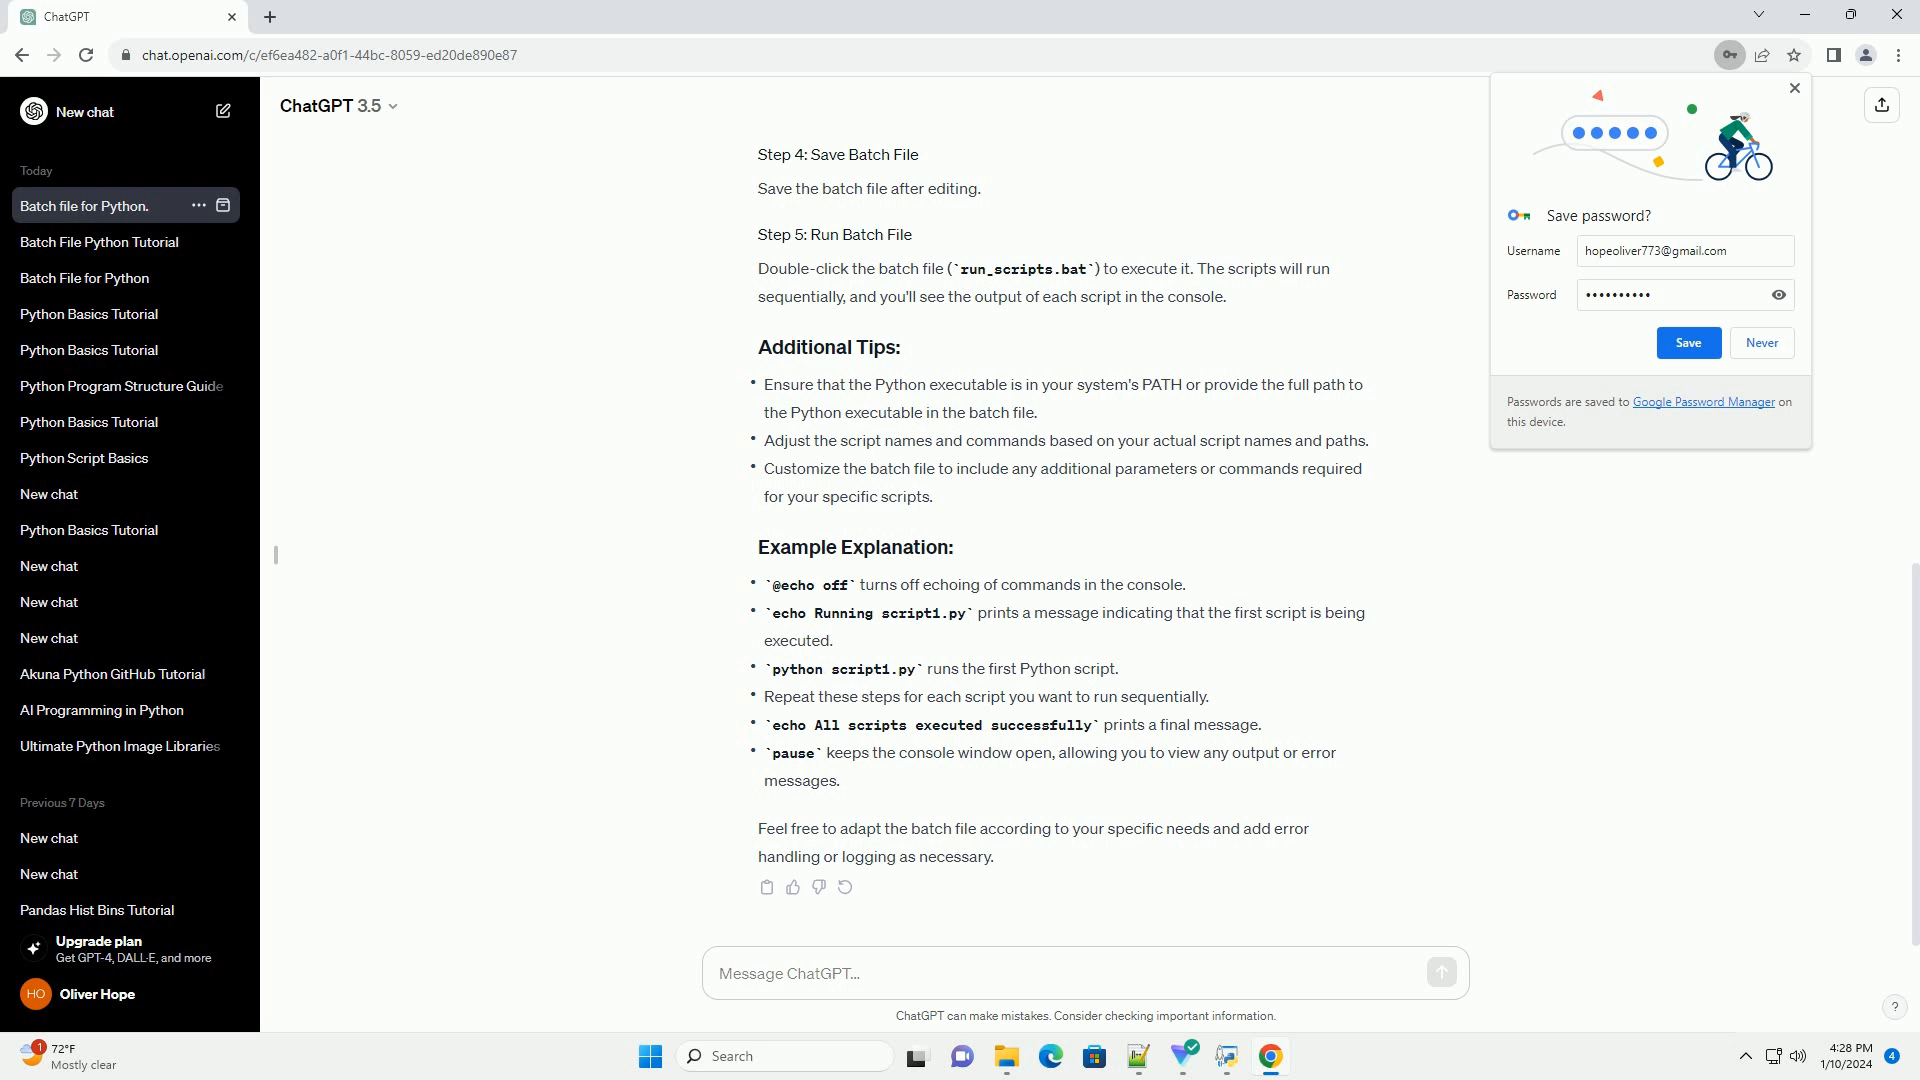 ChatGPT
chat.openai.com/c/ef6ea482-a0f1-44bc-8059-ed20de890e87
New chat
Today
Batch file for Python.
Batch File Python Tutorial
Batch File for Python
Python Basics Tutorial
Python Basics Tutorial
Python Program Structure Guide
Python Basics Tutorial
Python Script Basics
New chat
Python Basics Tutorial
New chat
New chat
New chat
Akuna Python GitHub Tutorial
AI Programming in Python
Ultimate Python Image Libraries
Previous 7 Days
New chat
New chat
Pandas Hist Bins Tutorial
Upgrade plan
Get GPT-4, DALL·E, and more
HO Oliver Hope
ChatGPT 3.5
Step 4: Save Batch File
Save the batch file after editing.
Step 5: Run Batch File
Double-click the batch file (`run_scripts.bat`) to execute it. The scripts will run
sequentially, and you'll see the output of each script in the console.
Additional Tips:
• Ensure that the Python executable is in your system's PATH or provide the full path to
the Python executable in the batch file.
• Adjust the script names and commands based on your actual script names and paths.
• Customize the batch file to include any additional parameters or commands required
for your specific scripts.
Example Explanation:
• `@echo off` turns off echoing of commands in the console.
• `echo Running script1.py` prints a message indicating that the first script is being
executed.
• `python script1.py` runs the first Python script.
• Repeat these steps for each script you want to run sequentially.
• `echo All scripts executed successfully` prints a final message.
• `pause` keeps the console window open, allowing you to view any output or error
messages.
Feel free to adapt the batch file according to your specific needs and add error
handling or logging as necessary.
Message ChatGPT...
ChatGPT can make mistakes. Consider checking important information.
?
Save password?
Username hopeoliver773@gmail.com
Password ••••••••••
Save Never
Passwords are saved to Google Password Manager on
this device.
1
72°F
Mostly clear
Search
4:28 PM
1/10/2024
4